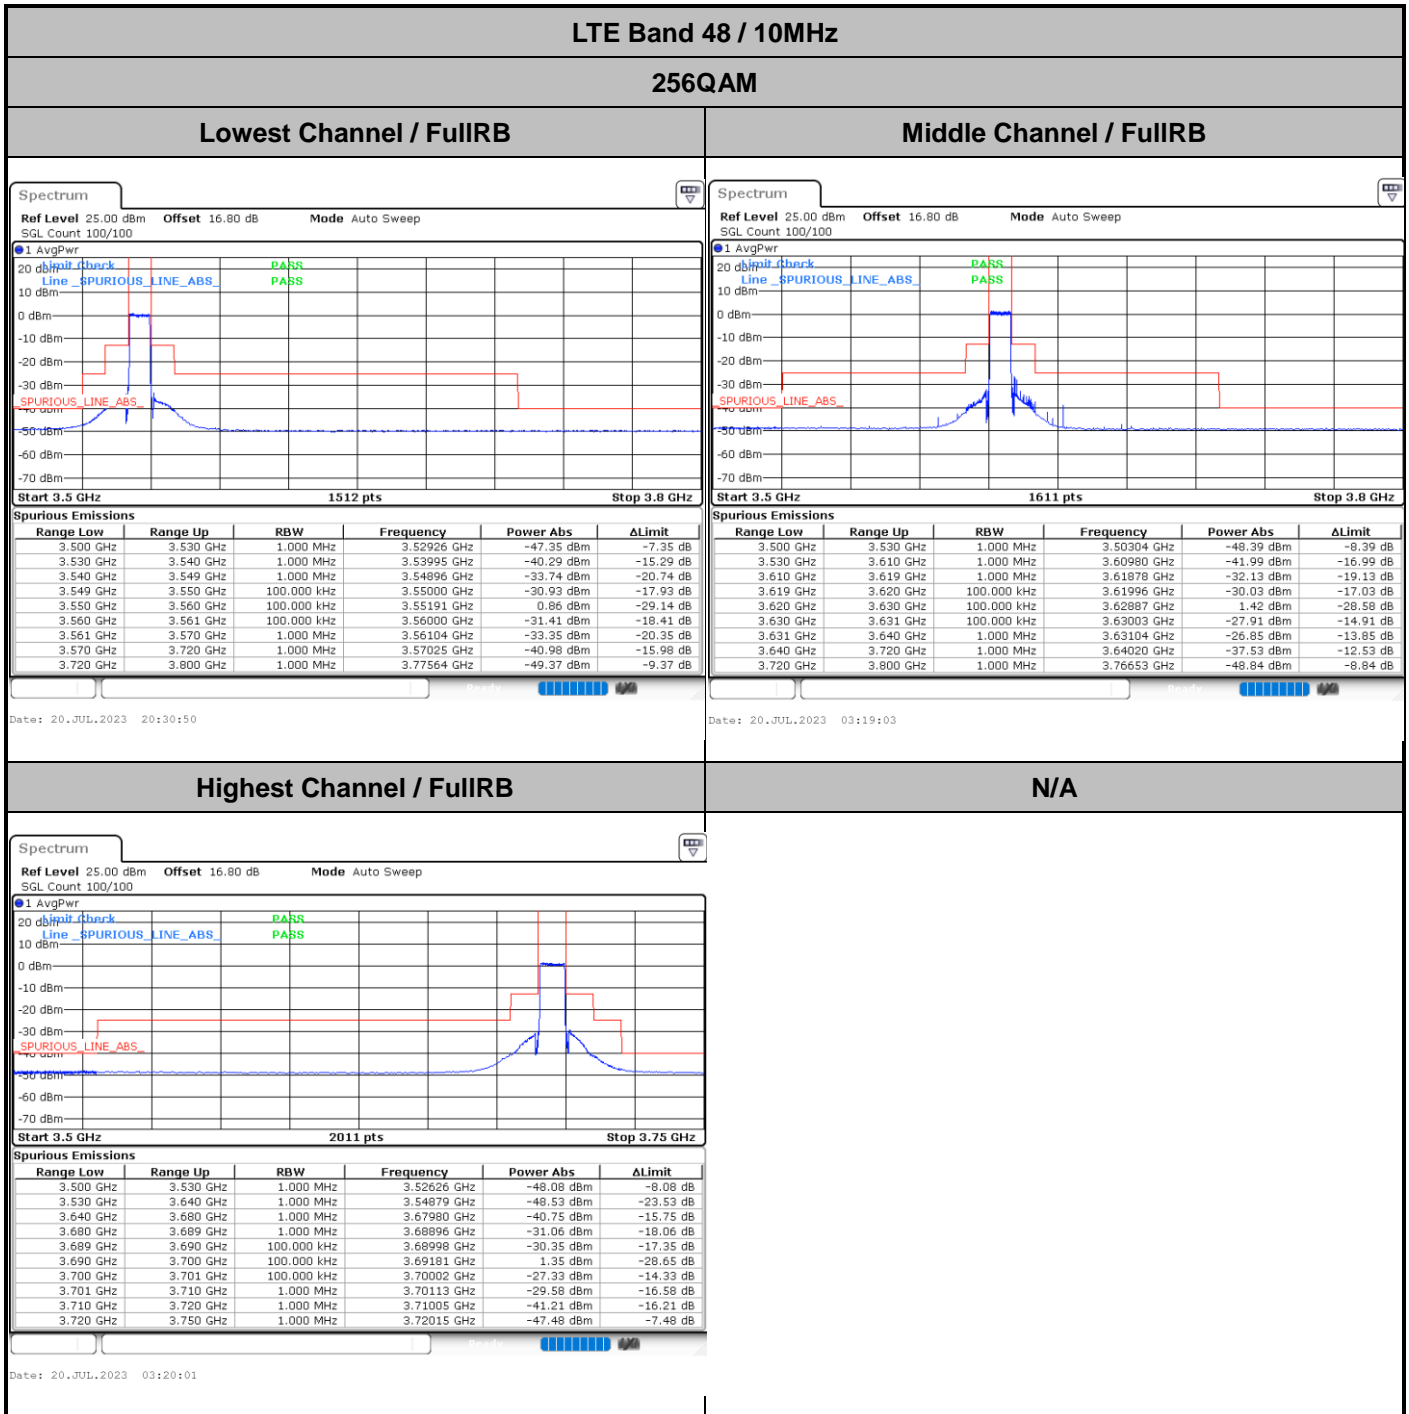 LTE Band 48 / 10MHz
256QAM
Lowest Channel / FullRB
Middle Channel / FullRB
Spectrum
Ref Level 25.00 dBm Offset 16.80 dB Mode Auto Sweep
SGL Count 100/100
1 AvgPwr
20 dBm
Limit Check PASS
Line _SPURIOUS_LINE_ABS_ PASS
10 dBm
0 dBm
-10 dBm
-20 dBm
-30 dBm
_SPURIOUS_LINE_ABS_
-40 dBm
-50 dBm
-60 dBm
-70 dBm
Start 3.5 GHz 1512 pts Stop 3.8 GHz
Spurious Emissions
Range Low Range Up RBW Frequency Power Abs ΔLimit
3.500 GHz 3.530 GHz 1.000 MHz 3.52926 GHz -47.35 dBm -7.35 dB
3.530 GHz 3.540 GHz 1.000 MHz 3.53995 GHz -40.29 dBm -15.29 dB
3.540 GHz 3.549 GHz 1.000 MHz 3.54896 GHz -33.74 dBm -20.74 dB
3.549 GHz 3.550 GHz 100.000 kHz 3.55000 GHz -30.93 dBm -17.93 dB
3.550 GHz 3.560 GHz 100.000 kHz 3.55191 GHz 0.86 dBm -29.14 dB
3.560 GHz 3.561 GHz 100.000 kHz 3.56000 GHz -31.41 dBm -18.41 dB
3.561 GHz 3.570 GHz 1.000 MHz 3.56104 GHz -33.35 dBm -20.35 dB
3.570 GHz 3.720 GHz 1.000 MHz 3.57025 GHz -40.98 dBm -15.98 dB
3.720 GHz 3.800 GHz 1.000 MHz 3.77564 GHz -49.37 dBm -9.37 dB
Ready
Date: 20.JUL.2023 20:30:50
Spectrum
Ref Level 25.00 dBm Offset 16.80 dB Mode Auto Sweep
SGL Count 100/100
1 AvgPwr
20 dBm
Limit Check PASS
Line _SPURIOUS_LINE_ABS_ PASS
10 dBm
0 dBm
-10 dBm
-20 dBm
-30 dBm
_SPURIOUS_LINE_ABS_
-40 dBm
-50 dBm
-60 dBm
-70 dBm
Start 3.5 GHz 1611 pts Stop 3.8 GHz
Spurious Emissions
Range Low Range Up RBW Frequency Power Abs ΔLimit
3.500 GHz 3.530 GHz 1.000 MHz 3.50304 GHz -48.39 dBm -8.39 dB
3.530 GHz 3.610 GHz 1.000 MHz 3.60980 GHz -41.99 dBm -16.99 dB
3.610 GHz 3.619 GHz 1.000 MHz 3.61878 GHz -32.13 dBm -19.13 dB
3.619 GHz 3.620 GHz 100.000 kHz 3.61996 GHz -30.03 dBm -17.03 dB
3.620 GHz 3.630 GHz 100.000 kHz 3.62887 GHz 1.42 dBm -28.58 dB
3.630 GHz 3.631 GHz 100.000 kHz 3.63003 GHz -27.91 dBm -14.91 dB
3.631 GHz 3.640 GHz 1.000 MHz 3.63104 GHz -26.85 dBm -13.85 dB
3.640 GHz 3.720 GHz 1.000 MHz 3.64020 GHz -37.53 dBm -12.53 dB
3.720 GHz 3.800 GHz 1.000 MHz 3.76653 GHz -48.84 dBm -8.84 dB
Ready
Date: 20.JUL.2023 03:19:03
Highest Channel / FullRB
N/A
Spectrum
Ref Level 25.00 dBm Offset 16.80 dB Mode Auto Sweep
SGL Count 100/100
1 AvgPwr
20 dBm
Limit Check PASS
Line _SPURIOUS_LINE_ABS_ PASS
10 dBm
0 dBm
-10 dBm
-20 dBm
-30 dBm
_SPURIOUS_LINE_ABS_
-40 dBm
-50 dBm
-60 dBm
-70 dBm
Start 3.5 GHz 2011 pts Stop 3.75 GHz
Spurious Emissions
Range Low Range Up RBW Frequency Power Abs ΔLimit
3.500 GHz 3.530 GHz 1.000 MHz 3.52626 GHz -48.08 dBm -8.08 dB
3.530 GHz 3.640 GHz 1.000 MHz 3.54879 GHz -48.53 dBm -23.53 dB
3.640 GHz 3.680 GHz 1.000 MHz 3.67980 GHz -40.75 dBm -15.75 dB
3.680 GHz 3.689 GHz 1.000 MHz 3.68896 GHz -31.06 dBm -18.06 dB
3.689 GHz 3.690 GHz 100.000 kHz 3.68998 GHz -30.35 dBm -17.35 dB
3.690 GHz 3.700 GHz 100.000 kHz 3.69181 GHz 1.35 dBm -28.65 dB
3.700 GHz 3.701 GHz 100.000 kHz 3.70002 GHz -27.33 dBm -14.33 dB
3.701 GHz 3.710 GHz 1.000 MHz 3.70113 GHz -29.58 dBm -16.58 dB
3.710 GHz 3.720 GHz 1.000 MHz 3.71005 GHz -41.21 dBm -16.21 dB
3.720 GHz 3.750 GHz 1.000 MHz 3.72015 GHz -47.48 dBm -7.48 dB
Ready
Date: 20.JUL.2023 03:20:01